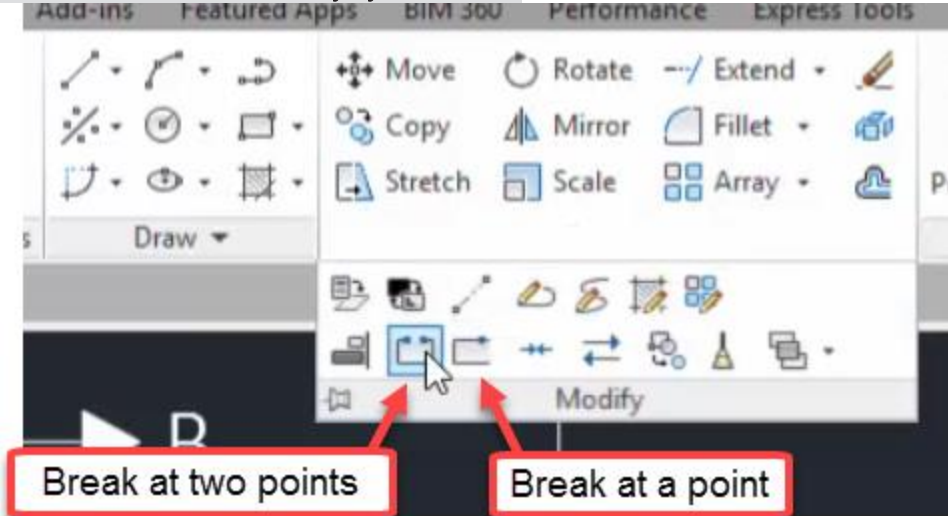 Add-ins Featured Apps BIM 360 Performance Express Tools
Move Rotate Extend
Copy Mirror Fillet
Stretch Scale Array
Draw
Modify
B
Break at two points Break at a point